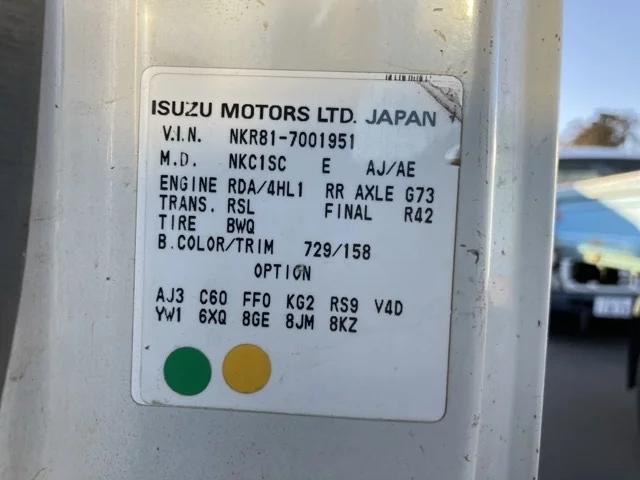 ISUZU MOTORS LTD. JAPAN
V.I.N. NKR81-7001951
M.D. NKC1SC E AJ/AE
ENGINE RDA/4HL1 RR AXLE G73
TRANS. RSL FINAL R42
TIRE BWQ
B.COLOR/TRIM 729/158
OPTION
AJ3 C60 FF0 KG2 RS9 V4D
YW1 6XQ 8GE 8JM 8KZ